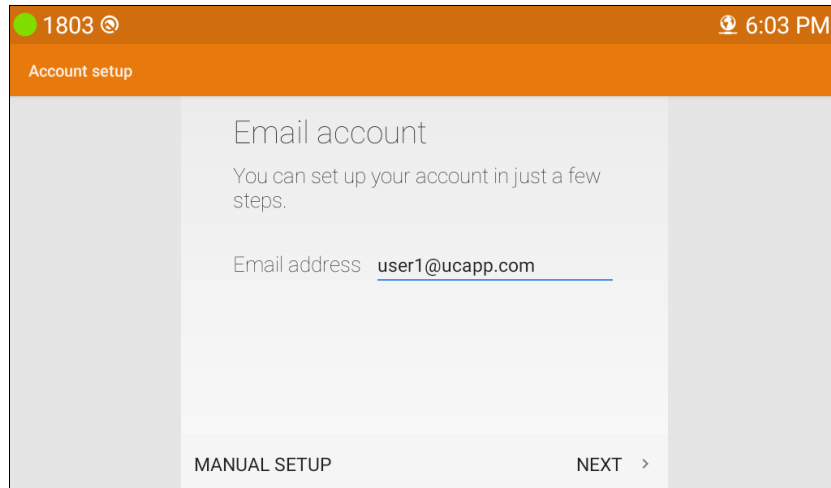 1803 6:03 PM
Account setup
Email account
You can set up your account in just a few
steps.
Email address user1@ucapp.com
MANUAL SETUP NEXT